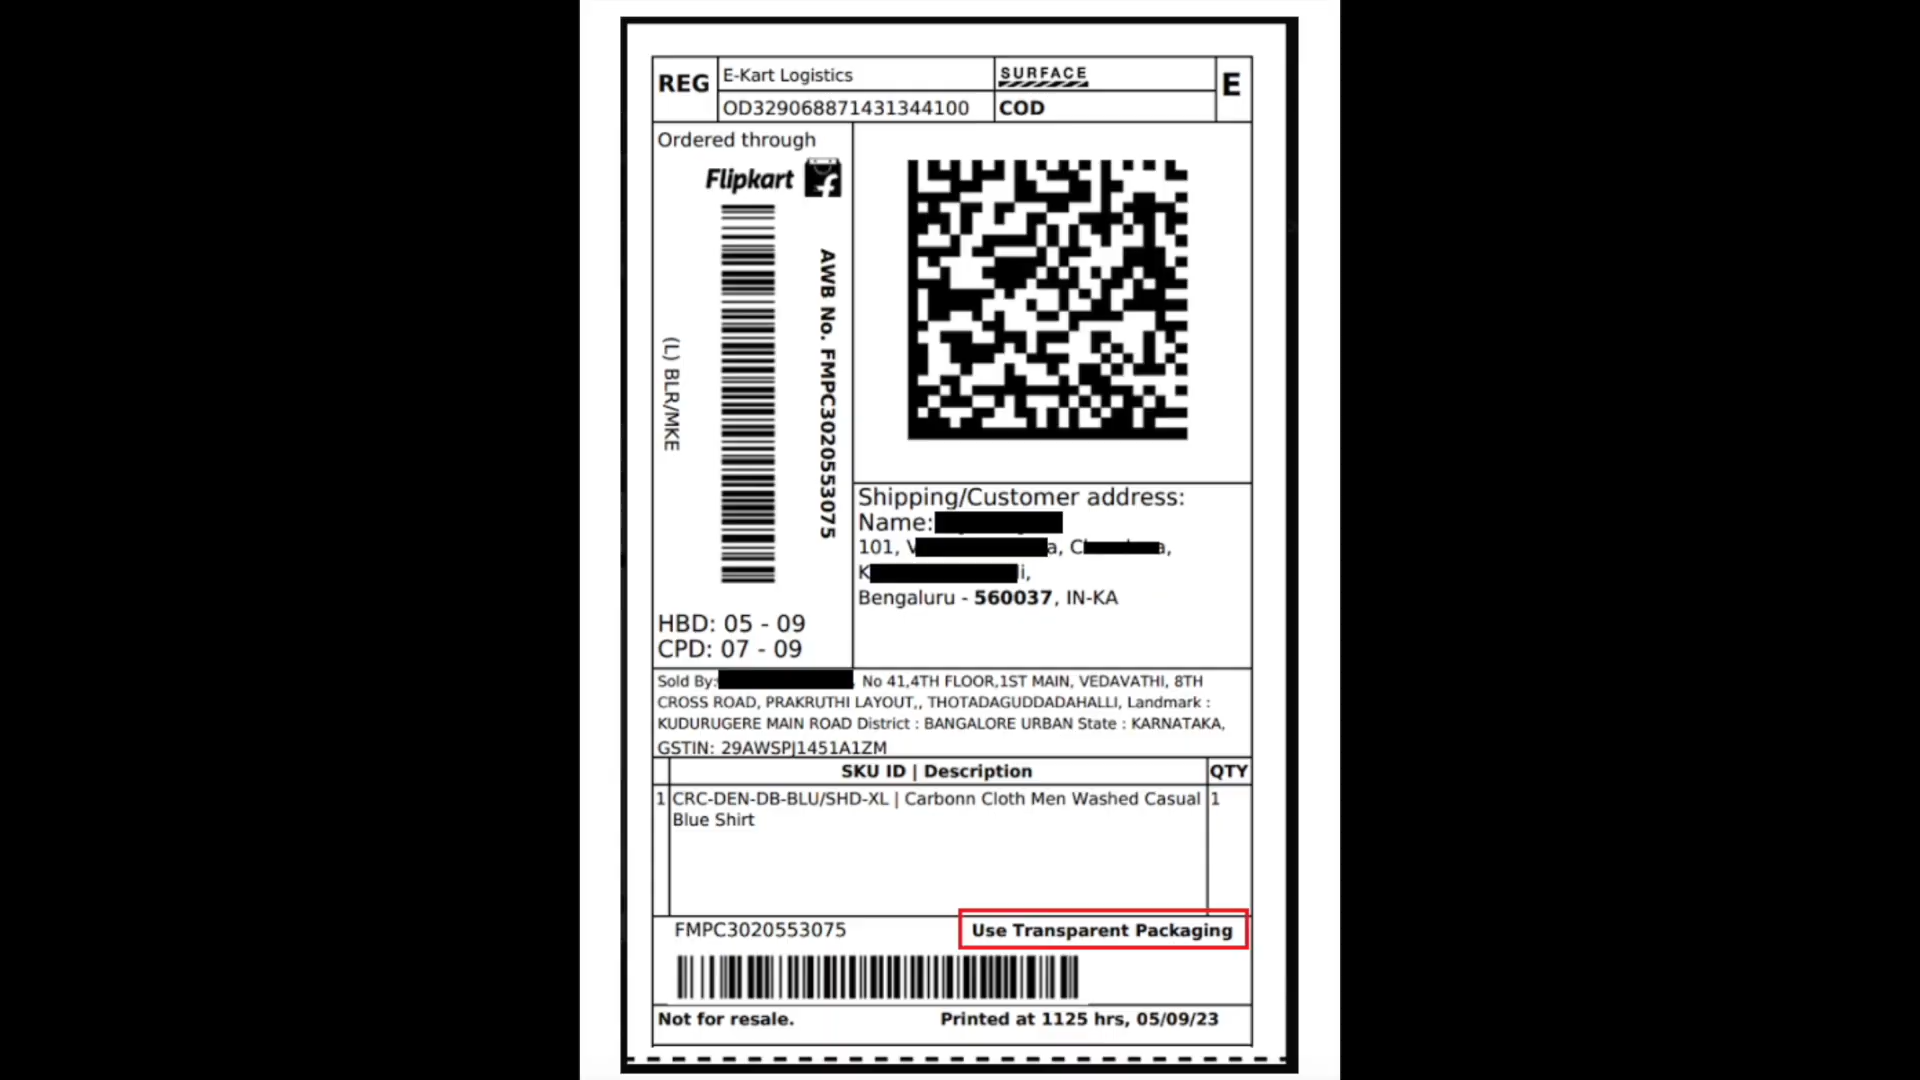 REG
E-Kart Logistics
SURFACE
E
OD329068871431344100
COD
Ordered through
Flipkart
AWB No. FMPC3020553075
(L) BLR/MKE
HBD: 05 - 09
CPD: 07 - 09
Shipping/Customer address:
Name:
101, V a, C a,
K i,
Bengaluru - 560037, IN-KA
Sold By: , No 41,4TH FLOOR,1ST MAIN, VEDAVATHI, 8TH
CROSS ROAD, PRAKRUTHI LAYOUT,, THOTADAGUDDADAHALLI, Landmark :
KUDURUGERE MAIN ROAD District : BANGALORE URBAN State : KARNATAKA,
GSTIN: 29AWSPJ1451A1ZM
SKU ID | Description QTY
1 CRC-DEN-DB-BLU/SHD-XL | Carbonn Cloth Men Washed Casual 1
Blue Shirt
FMPC3020553075
Use Transparent Packaging
Not for resale.
Printed at 1125 hrs, 05/09/23